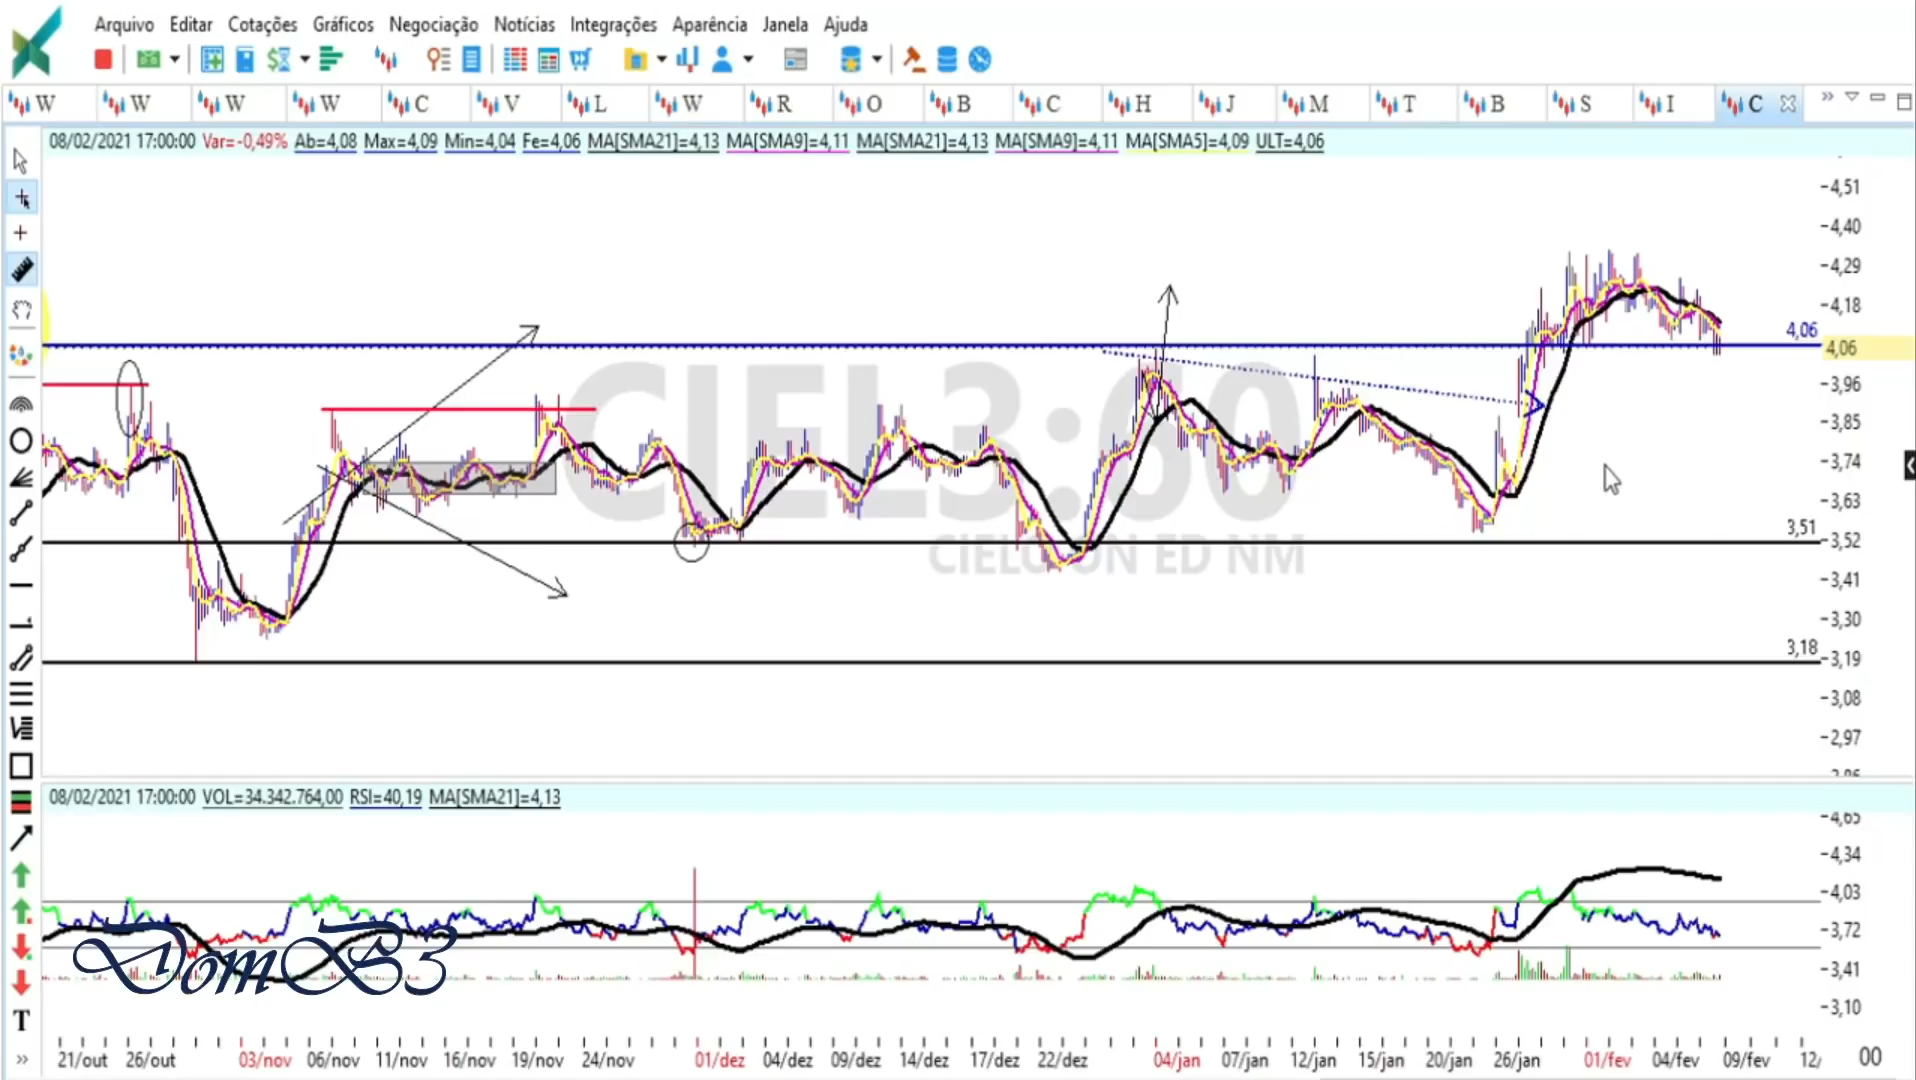 Arquivo Editar Cotações Gráficos Negociação Notícias Integrações Aparência Janela Ajuda
W W W W C V L W R O B C H J M T B S I C
08/02/2021 17:00:00 Var=-0,49% Ab=4,08 Max=4,09 Min=4,04 Fe=4,06 MA[SMA21]=4,13 MA[SMA9]=4,11 MA[SMA21]=4,13 MA[SMA9]=4,11 MA[SMA5]=4,09 ULT=4,06
4,51
4,40
4,29
4,18
4,06
4,06
3,96
3,85
3,74
3,63
3,51
3,52
3,41
3,30
3,18
3,19
3,08
2,97
CIEL3:60
CIELO ON ED NM
08/02/2021 17:00:00 VOL=34.342.764,00 RSI=40,19 MA[SMA21]=4,13
4,65
4,34
4,03
3,72
3,41
3,10
DomB3
T
21/out 26/out 03/nov 06/nov 11/nov 16/nov 19/nov 24/nov 01/dez 04/dez 09/dez 14/dez 17/dez 22/dez 04/jan 07/jan 12/jan 15/jan 20/jan 26/jan 01/fev 04/fev 09/fev 12/ 00